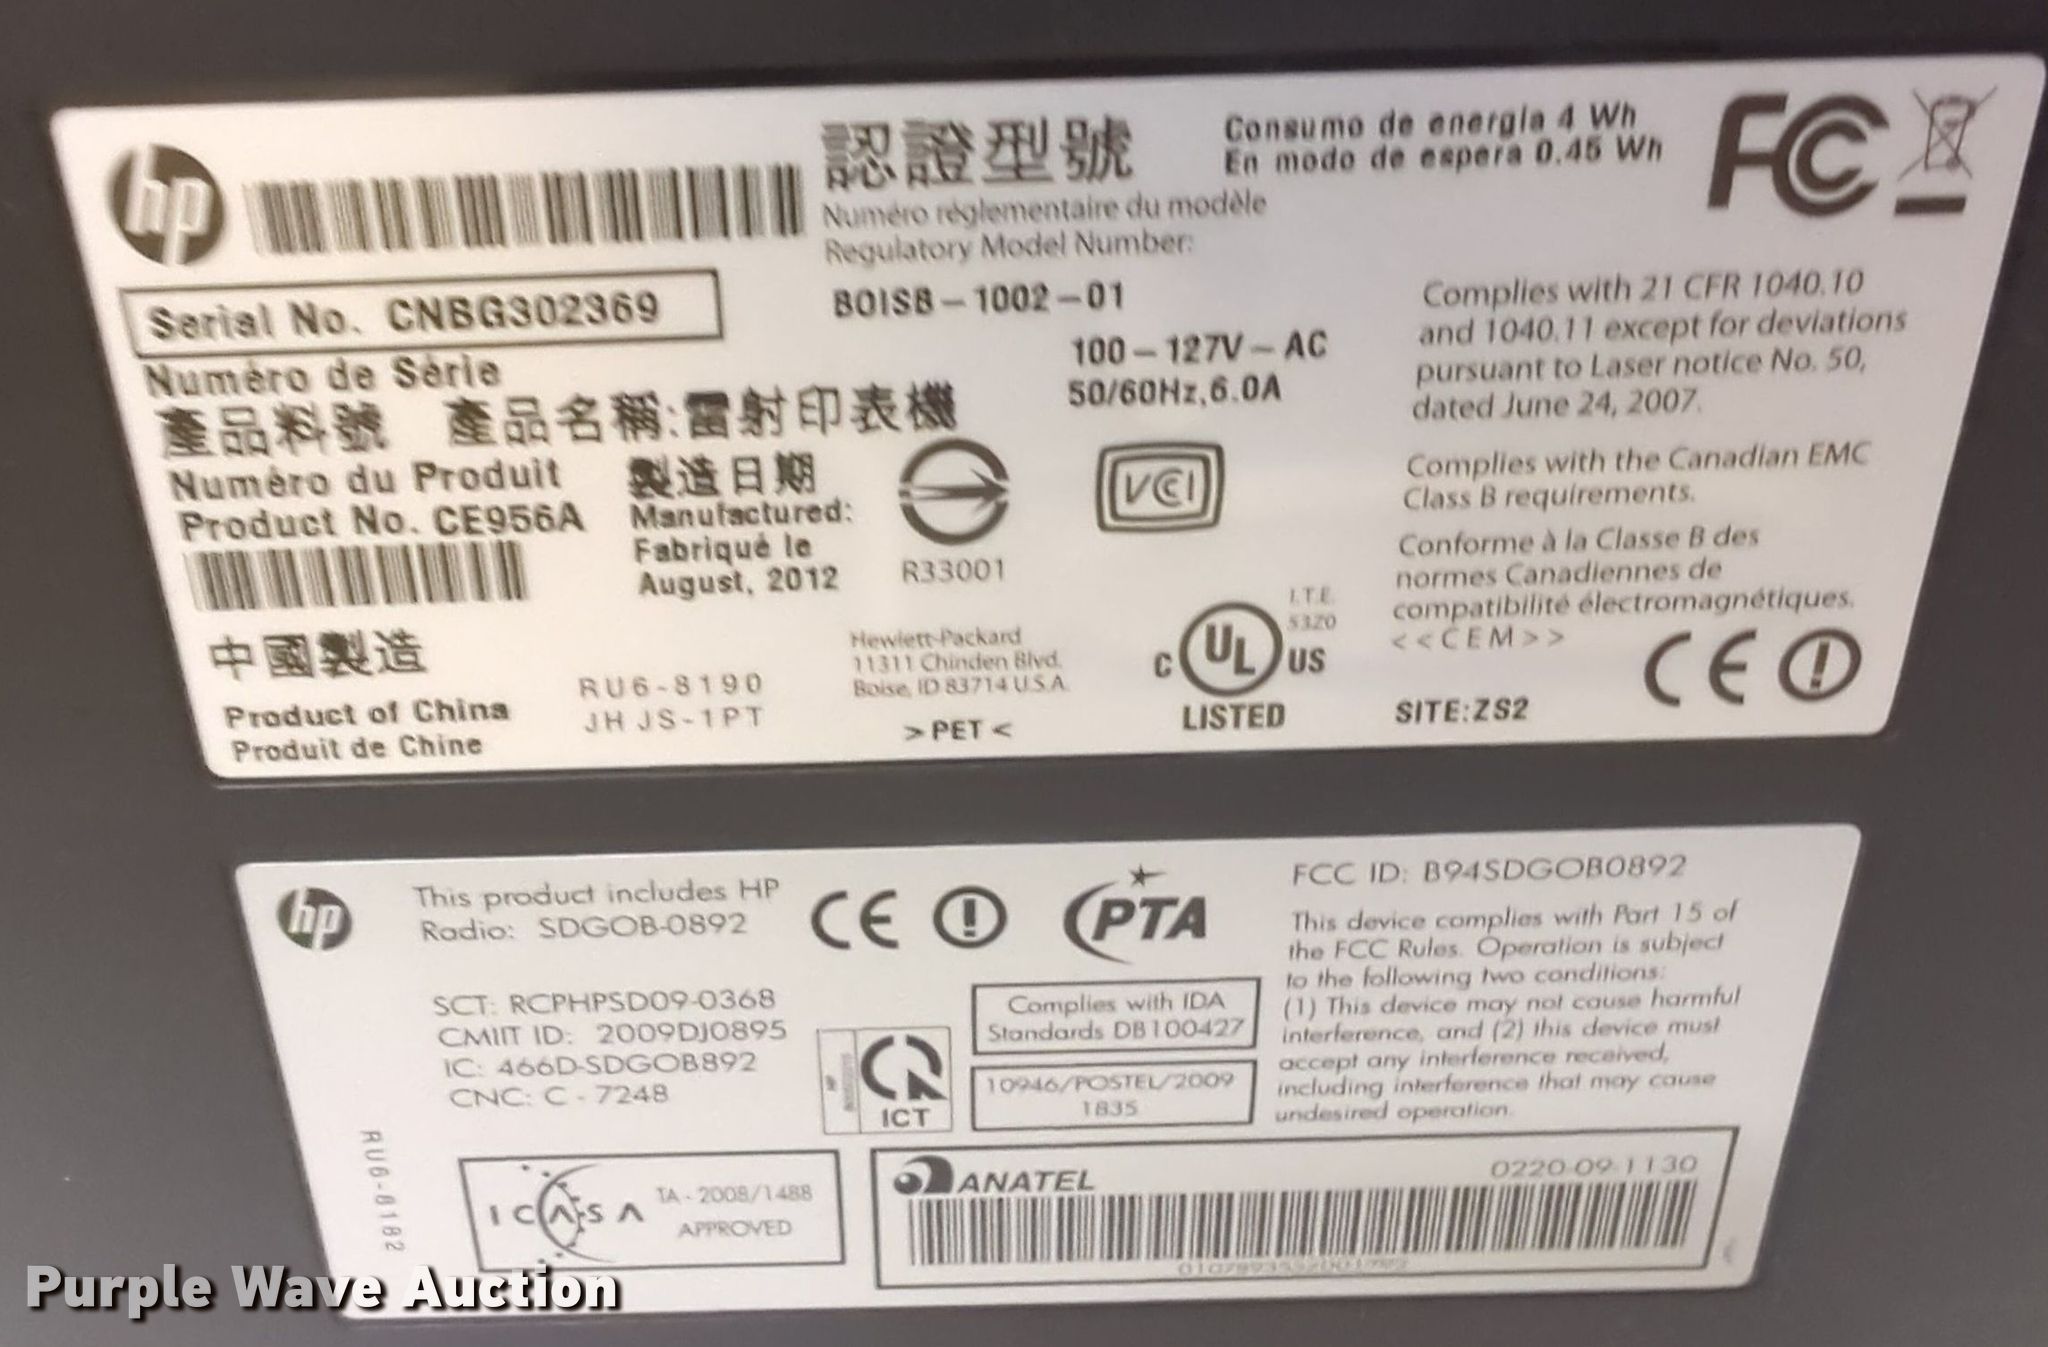 hp
認證型號
Numéro réglementaire du modèle
Regulatory Model Number:
BOISB-1002-01
Consumo de energia 4 Wh
En modo de espera 0.45 Wh
FC
Serial No. CNBG302369
Numéro de Série
100-127V-AC
50/60Hz,6.0A
產品料號 產品名稱:雷射印表機
Numéro du Produit
Product No. CE956A
製造日期
Manufactured:
Fabriqué le
August, 2012
R33001
VCI
Complies with 21 CFR 1040.10
and 1040.11 except for deviations
pursuant to Laser notice No. 50,
dated June 24, 2007.
Complies with the Canadian EMC
Class B requirements.
Conforme à la Classe B des
normes Canadiennes de
compatibilité électromagnétiques.
<<CEM>>
中國製造
Product of China
Produit de Chine
RU6-8190
JHJS-1PT
Hewlett-Packard
11311 Chinden Blvd.
Boise, ID 83714 U.S.A.
>PET<
I.T.E.
53Z0
C UL US
LISTED
SITE:ZS2
CE
hp
This product includes HP
Radio: SDGOB-0892
CE
PTA
FCC ID: B94SDGOB0892
This device complies with Part 15 of
the FCC Rules. Operation is subject
to the following two conditions:
(1) This device may not cause harmful
interference, and (2) this device must
accept any interference received,
including interference that may cause
undesired operation.
SCT: RCPHPSD09-0368
CMIIT ID: 2009DJ0895
IC: 466D-SDGOB892
CNC: C - 7248
ICT
Complies with IDA
Standards DB100427
10946/POSTEL/2009
1835
RU6-8182
ICASA
TA - 2008/1488
APPROVED
ANATEL
0220-09-1130
Purple Wave Auction